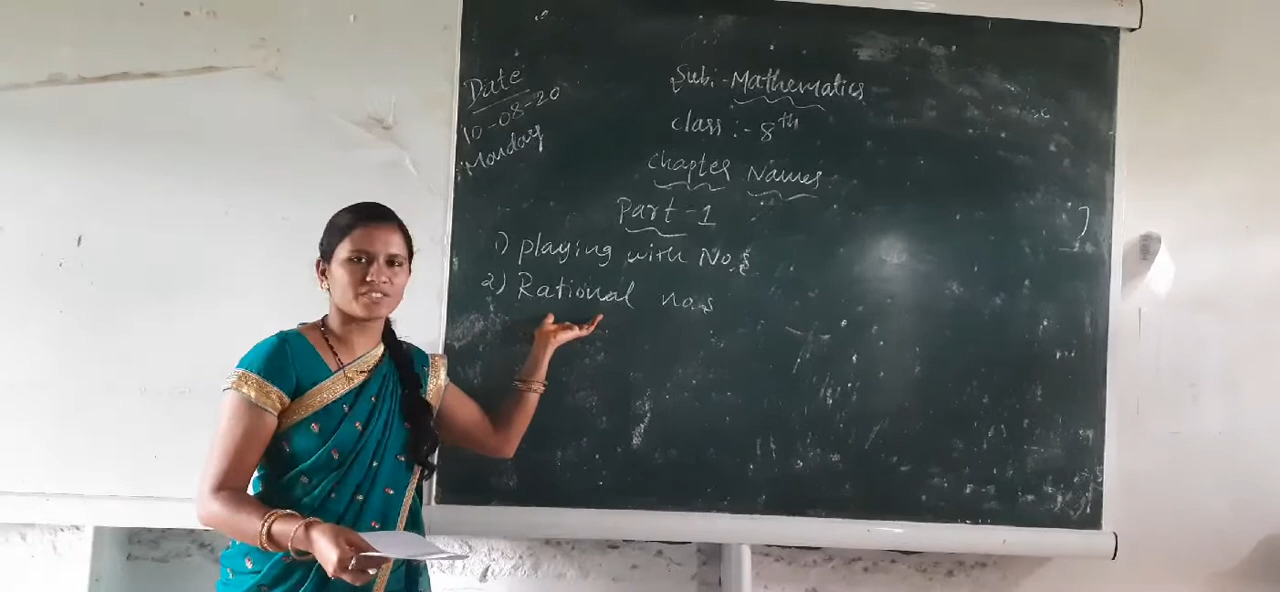 Date
10-08-20
Monday
Sub:-Mathematics
class :- 8th
Chapter Names
Part-1
1) playing with No.s
2) Rational no.s